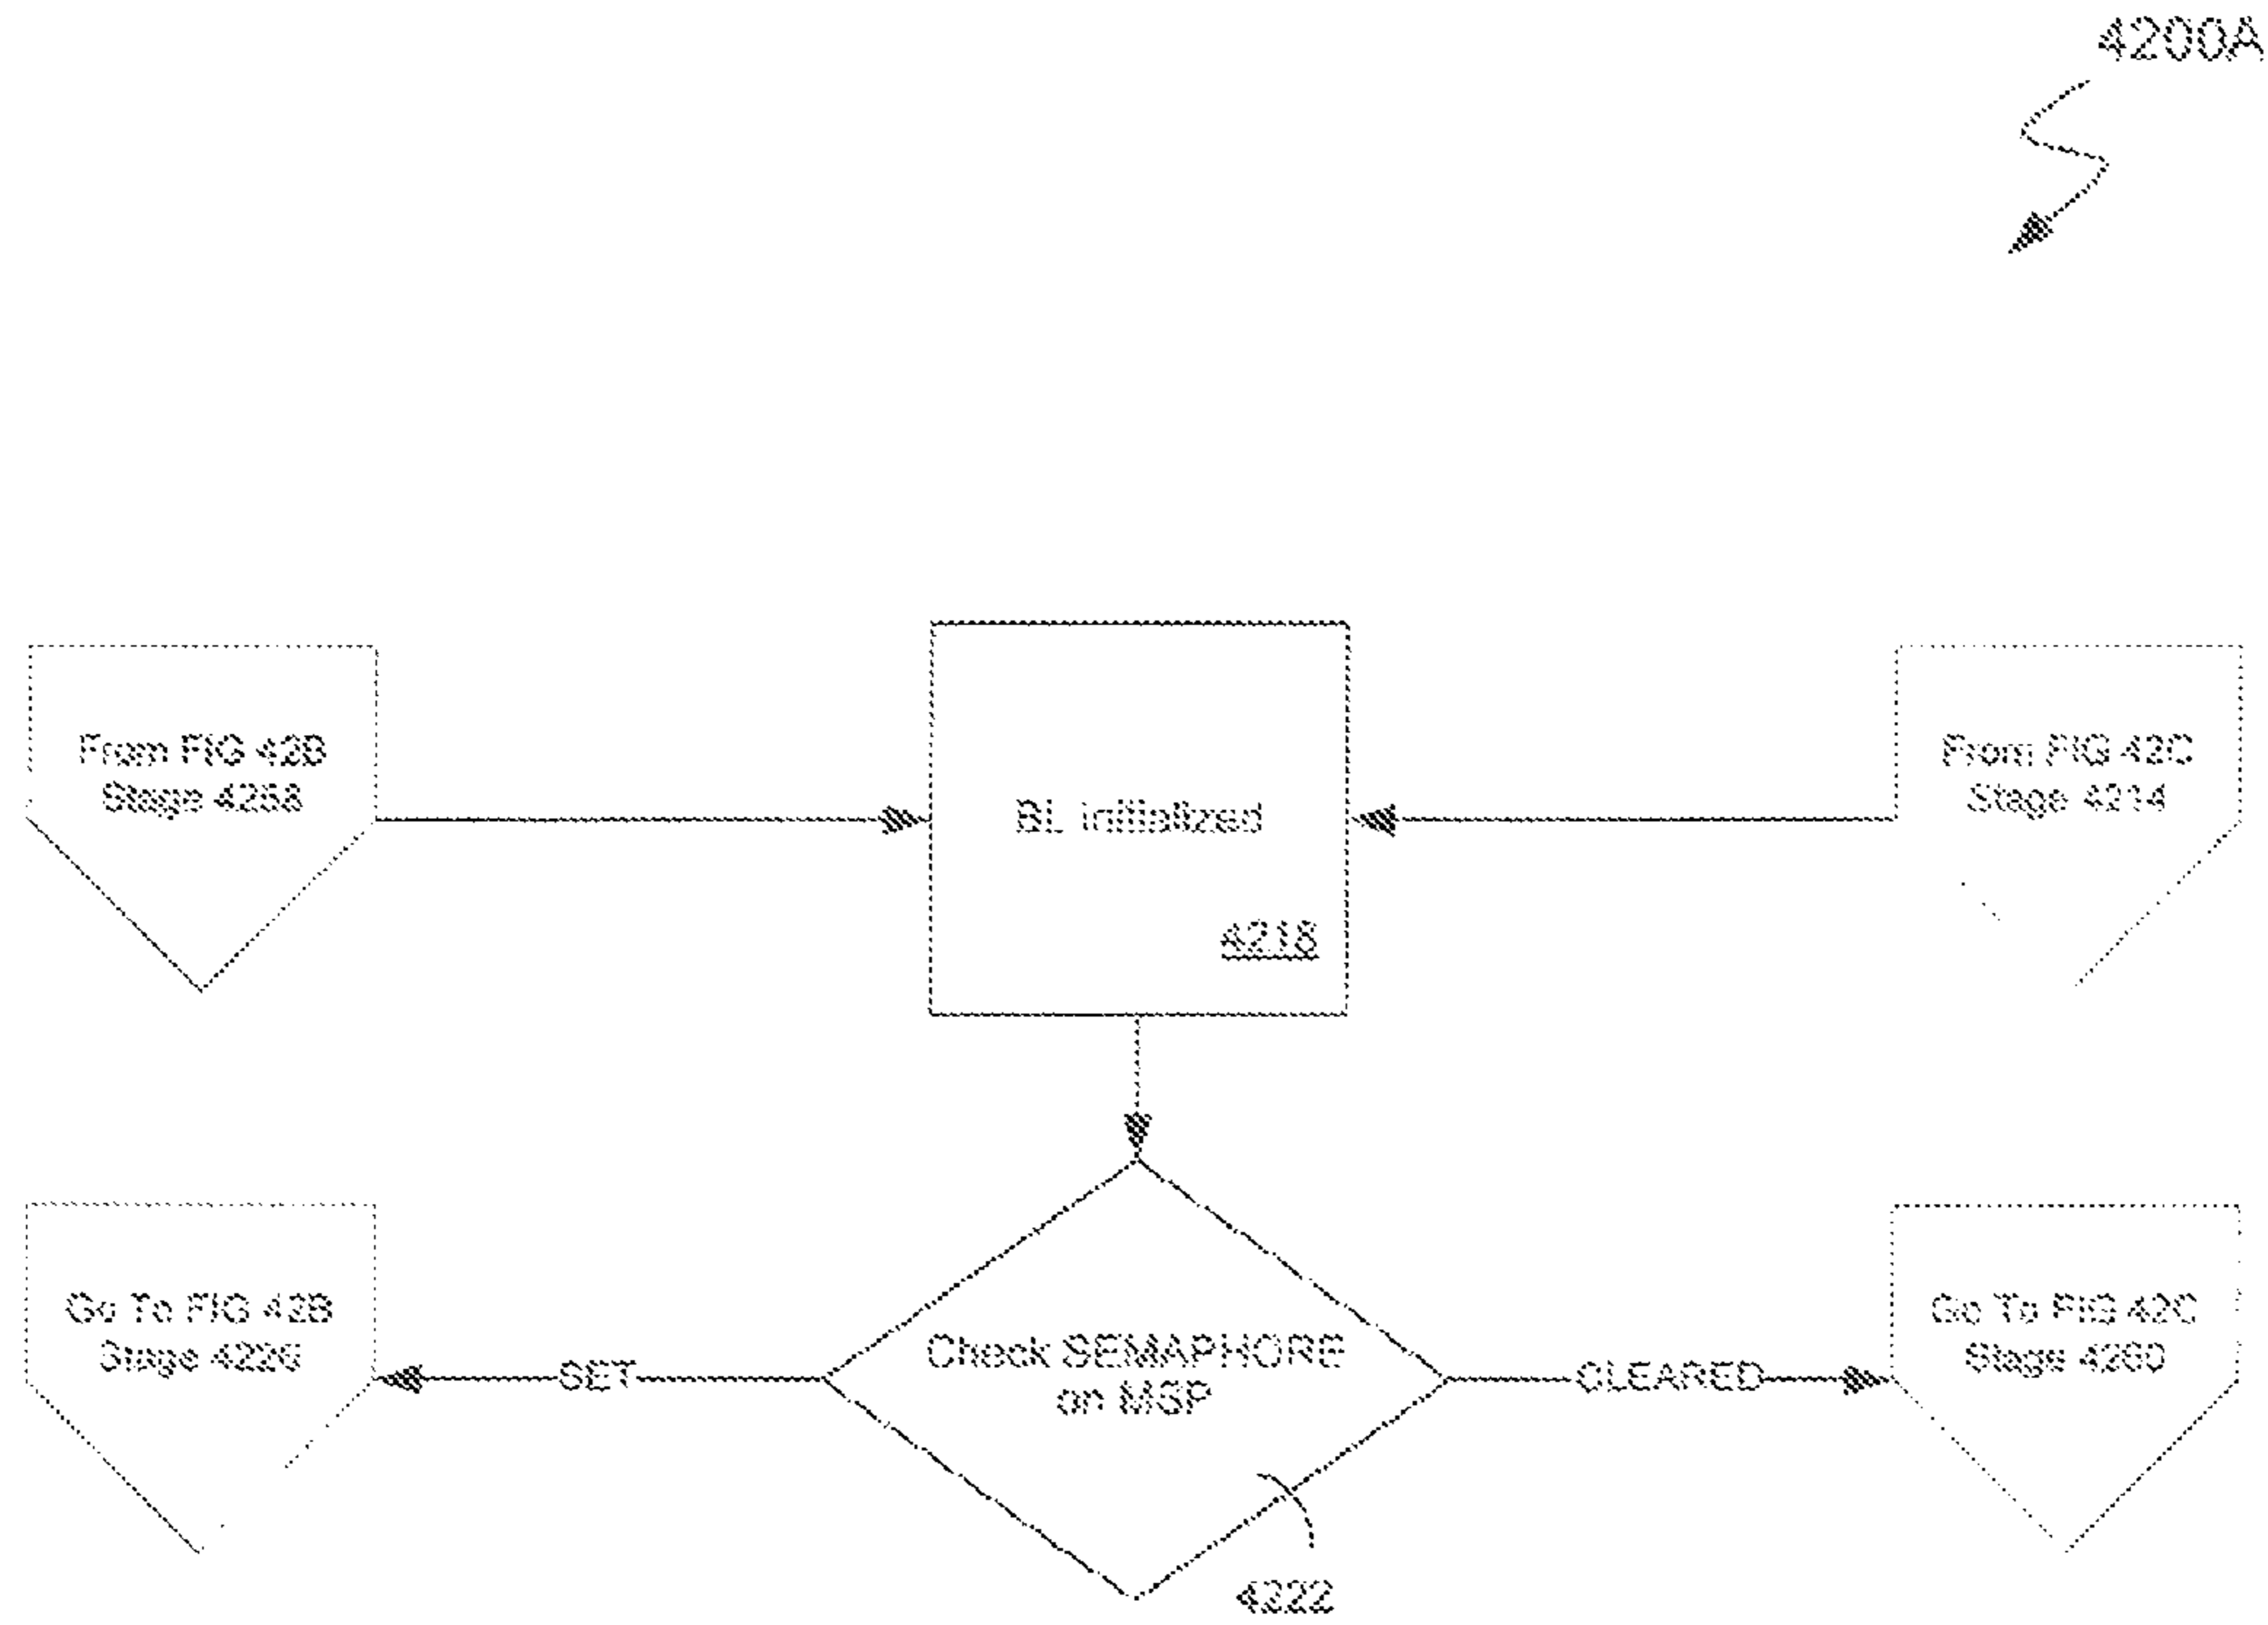 4200A
From FIG 42B
Stage 4258
From FIG 42C
Stage 4214
BL initialized
4218
Go To FIG 42B
Stage 4226
Go To FIG 42C
Stage 4260
Check SEMAPHORE
on MSP
SET
CLEARED
4222